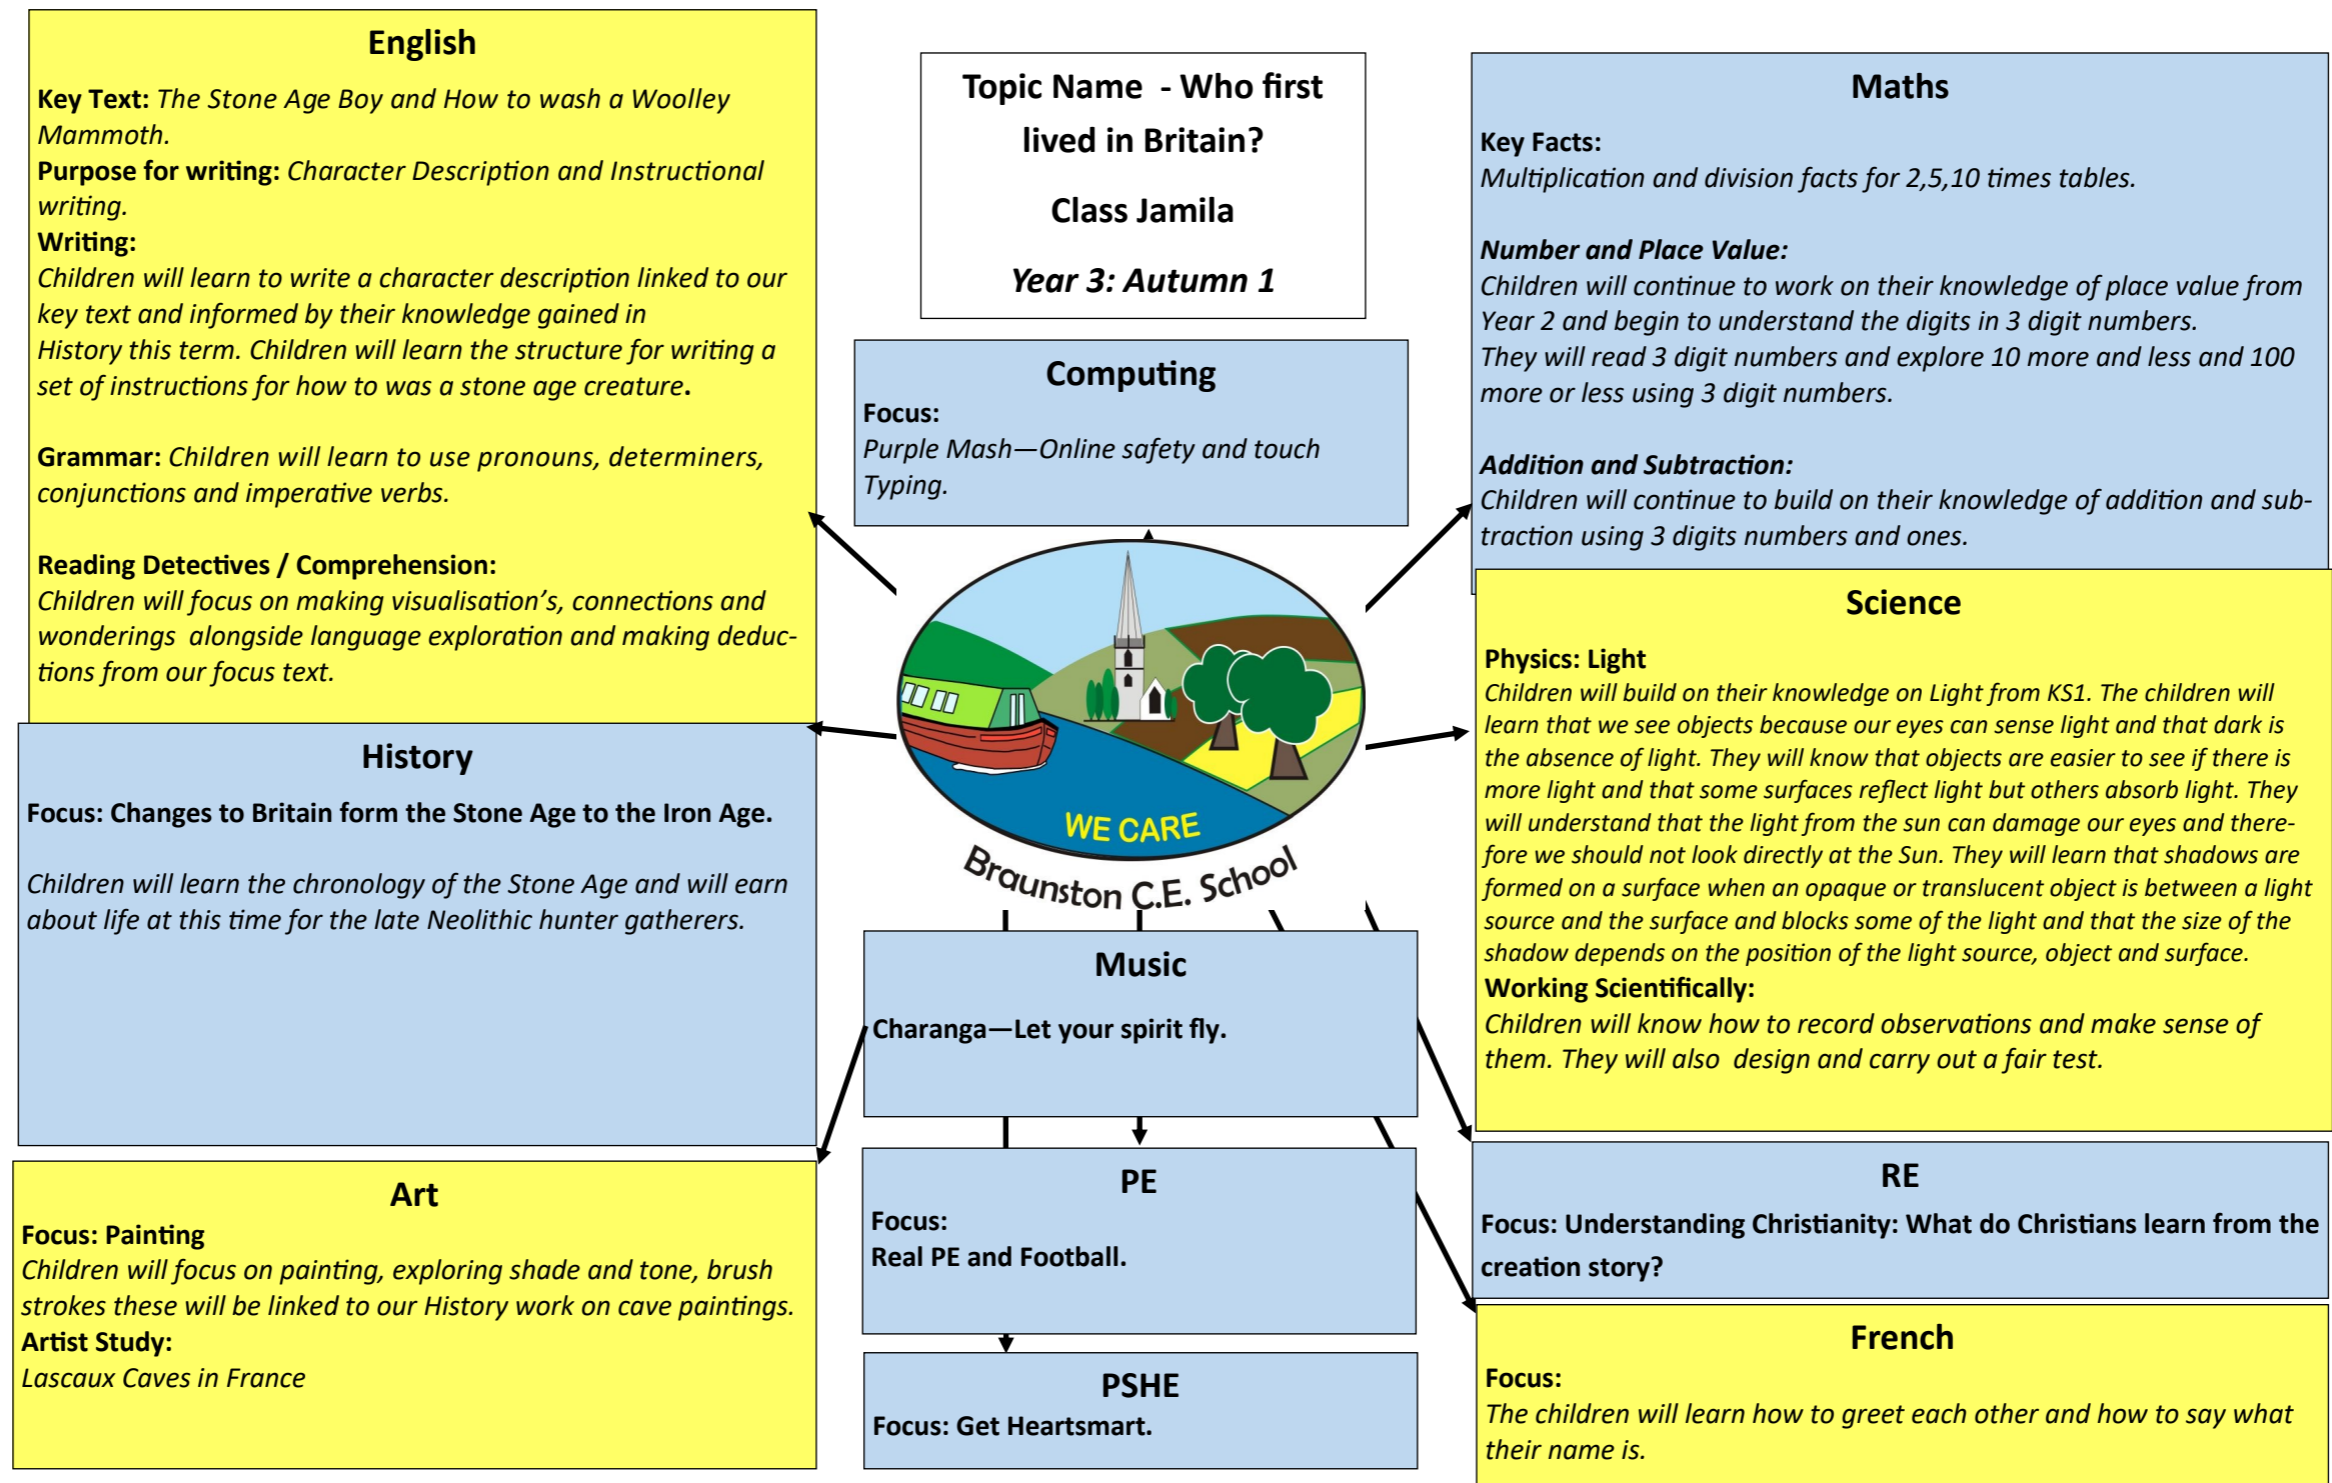 English
Key Text: The Stone Age Boy and How to wash a Woolley
Mammoth.
Purpose for writing: Character Description and Instructional
writing.
Writing:
Children will learn to write a character description linked to our
key text and informed by their knowledge gained in
History this term. Children will learn the structure for writing a
set of instructions for how to was a stone age creature.
Grammar: Children will learn to use pronouns, determiners,
conjunctions and imperative verbs.
Reading Detectives / Comprehension:
Children will focus on making visualisation's, connections and
wonderings alongside language exploration and making deduc-
tions from our focus text.
History
Focus: Changes to Britain form the Stone Age to the Iron Age.
Children will learn the chronology of the Stone Age and will earn
about life at this time for the late Neolithic hunter gatherers.
Art
Focus: Painting
Children will focus on painting, exploring shade and tone, brush
strokes these will be linked to our History work on cave paintings.
Artist Study:
Lascaux Caves in France
Topic Name - Who first
lived in Britain?
Class Jamila
Year 3: Autumn 1
Computing
Focus:
Purple Mash—Online safety and touch
Typing.
WE CARE
Braunston C.E. School
Music
Charanga—Let your spirit fly.
PE
Focus:
Real PE and Football.
PSHE
Focus: Get Heartsmart.
Maths
Key Facts:
Multiplication and division facts for 2,5,10 times tables.
Number and Place Value:
Children will continue to work on their knowledge of place value from
Year 2 and begin to understand the digits in 3 digit numbers.
They will read 3 digit numbers and explore 10 more and less and 100
more or less using 3 digit numbers.
Addition and Subtraction:
Children will continue to build on their knowledge of addition and sub-
traction using 3 digits numbers and ones.
Science
Physics: Light
Children will build on their knowledge on Light from KS1. The children will
learn that we see objects because our eyes can sense light and that dark is
the absence of light. They will know that objects are easier to see if there is
more light and that some surfaces reflect light but others absorb light. They
will understand that the light from the sun can damage our eyes and there-
fore we should not look directly at the Sun. They will learn that shadows are
formed on a surface when an opaque or translucent object is between a light
source and the surface and blocks some of the light and that the size of the
shadow depends on the position of the light source, object and surface.
Working Scientifically:
Children will know how to record observations and make sense of
them. They will also design and carry out a fair test.
RE
Focus: Understanding Christianity: What do Christians learn from the
creation story?
French
Focus:
The children will learn how to greet each other and how to say what
their name is.